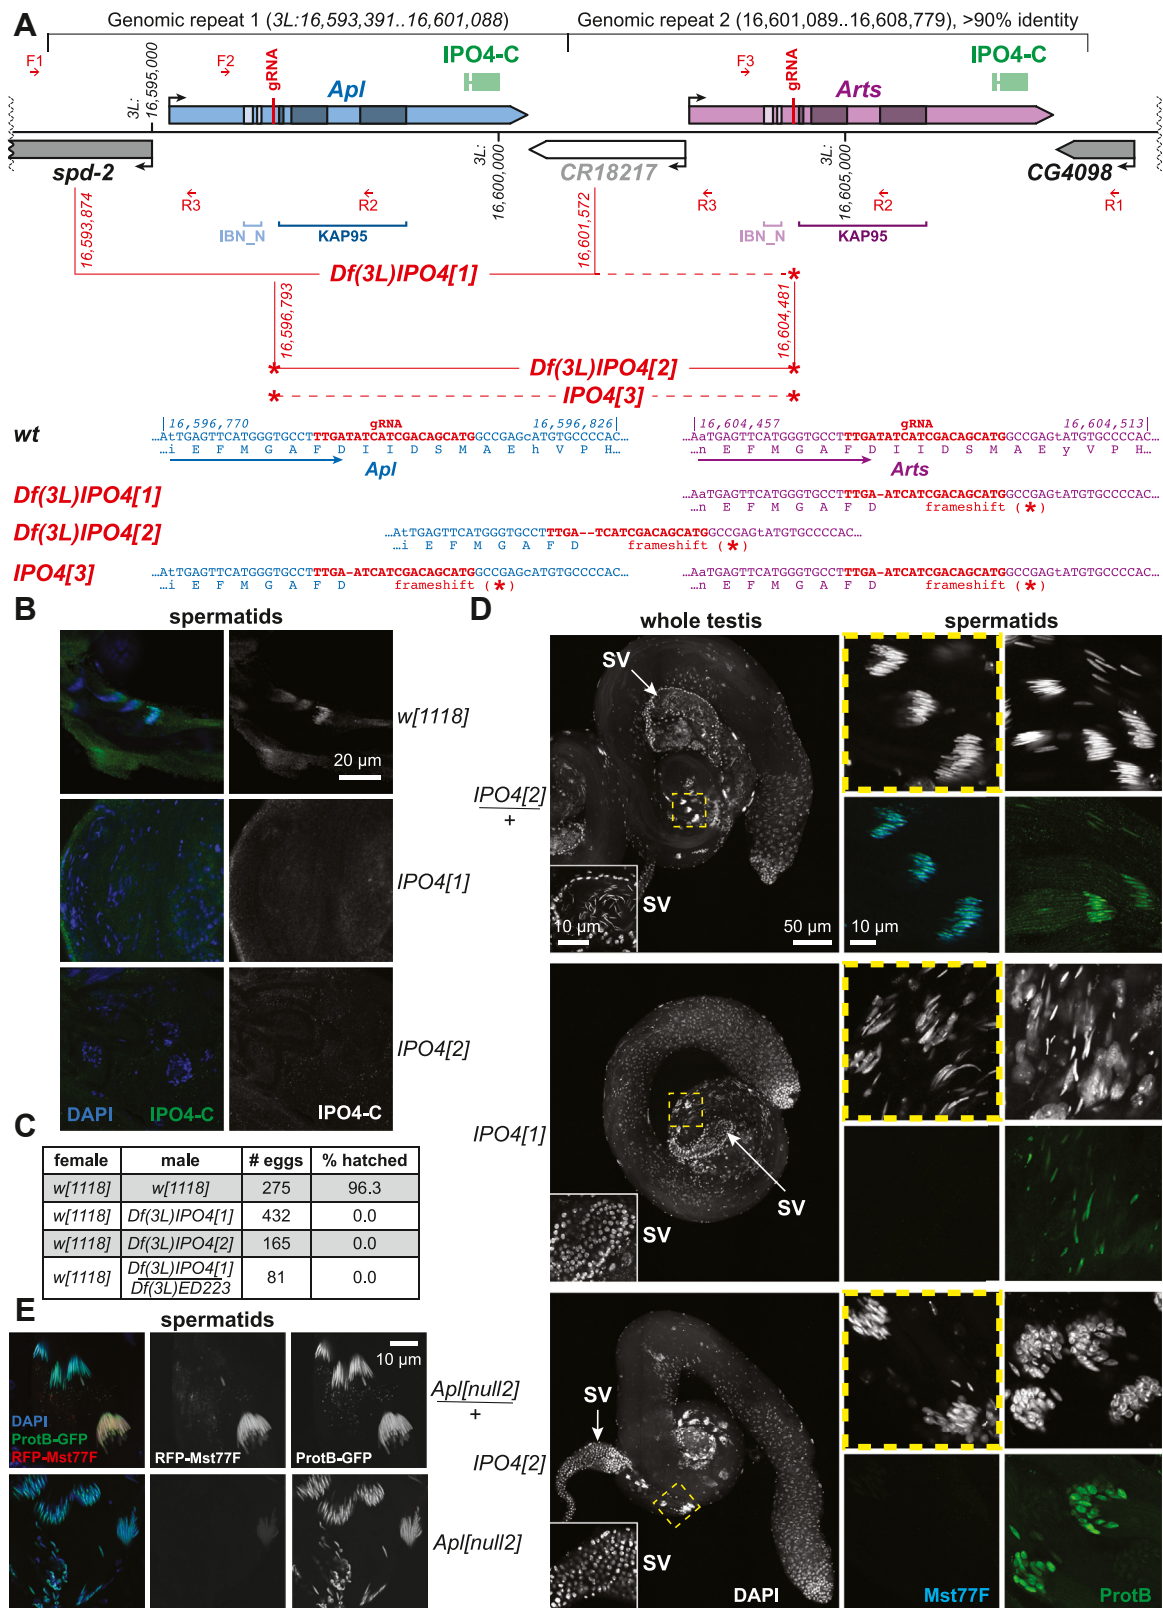 A
Genomic repeat 1 (3L:16,593,391..16,601,088)
Genomic repeat 2 (16,601,089..16,608,779), >90% identity
F1
3L:
16,595,000
F2
gRNA
Apl
IPO4-C
F3
gRNA
Arts
IPO4-C
spd-2
3L:
16,600,000
CR18217
3L:
16,605,000
CG4098
16,593,874
R3
IBN_N
R2
KAP95
16,601,572
R3
IBN_N
R2
KAP95
R1
Df(3L)IPO4[1]
*
16,596,793
16,604,481
* Df(3L)IPO4[2] *
* IPO4[3] *
wt
|16,596,770 gRNA 16,596,826|
…AtTGAGTTCATGGGTGCCTTTGATATCATCGACAGCATGGCCGAGcATGTGCCCCAC…
…i E F M G A F D I I D S M A E h V P H…
Apl
|16,604,457 gRNA 16,604,513|
…AaTGAGTTCATGGGTGCCTTTGATATCATCGACAGCATGGCCGAGtATGTGCCCCAC…
…n E F M G A F D I I D S M A E y V P H…
Arts
Df(3L)IPO4[1]
…AaTGAGTTCATGGGTGCCTTTGA-ATCATCGACAGCATGGCCGAGtATGTGCCCCAC…
…n E F M G A F D frameshift (*)
Df(3L)IPO4[2]
…AtTGAGTTCATGGGTGCCTTTGA--TCATCGACAGCATGGCCGAGtATGTGCCCCAC…
…i E F M G A F D frameshift (*)
IPO4[3]
…AtTGAGTTCATGGGTGCCTTTGA-ATCATCGACAGCATGGCCGAGcATGTGCCCCAC…
…i E F M G A F D frameshift (*)
…AaTGAGTTCATGGGTGCCTTTGA-ATCATCGACAGCATGGCCGAGtATGTGCCCCAC…
…n E F M G A F D frameshift (*)
B
spermatids
w[1118]
20 µm
IPO4[1]
IPO4[2]
DAPI IPO4-C
IPO4-C
C
female male # eggs % hatched
w[1118] w[1118] 275 96.3
w[1118] Df(3L)IPO4[1] 432 0.0
w[1118] Df(3L)IPO4[2] 165 0.0
w[1118] Df(3L)IPO4[1] 81 0.0
Df(3L)ED223
D
whole testis
spermatids
SV
IPO4[2]
+
SV
10 µm
50 µm
10 µm
IPO4[1]
SV
SV
SV
IPO4[2]
SV
DAPI
Mst77F
ProtB
E
spermatids
10 µm
DAPI
ProtB-GFP
RFP-Mst77F
RFP-Mst77F
ProtB-GFP
Apl[null2]
+
Apl[null2]